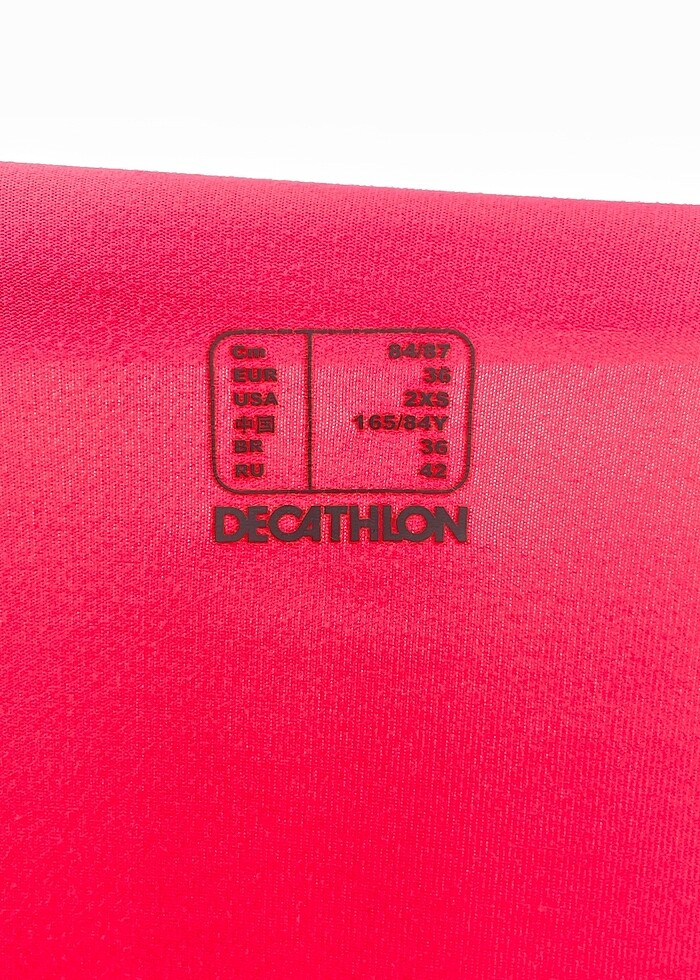 Cm 84/87
EUR 36
USA 2XS
中国 165/84Y
BR 36
RU 42
DECATHLON